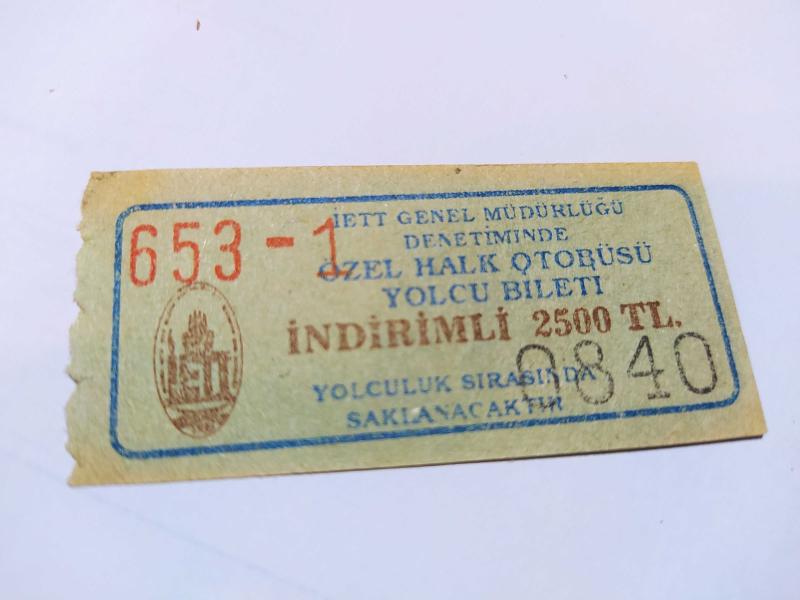 İETT GENEL MÜDÜRLÜĞÜ
DENETİMİNDE
653-1
ÖZEL HALK OTOBÜSÜ
YOLCU BİLETİ
İNDİRİMLİ 2500 TL.
İETT
0840
YOLCULUK SIRASINDA
SAKLANACAKTIR